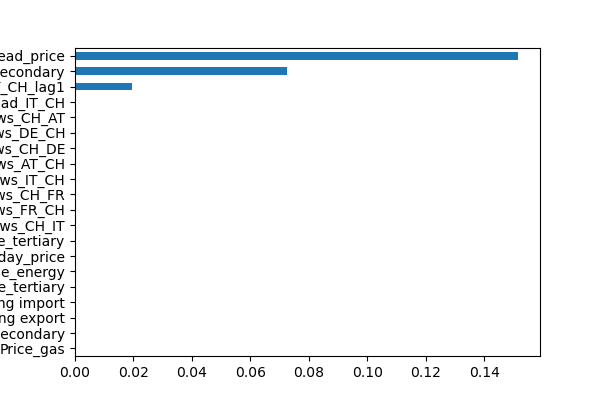 ead_price
econdary
_CH_lag1
ad_IT_CH
ws_CH_AT
ws_DE_CH
ws_CH_DE
ws_AT_CH
ws_IT_CH
ws_CH_FR
ws_FR_CH
ws_CH_IT
e_tertiary
day_price
e_energy
e_tertiary
ng import
ng export
econdary
Price_gas
0.00 0.02 0.04 0.06 0.08 0.10 0.12 0.14